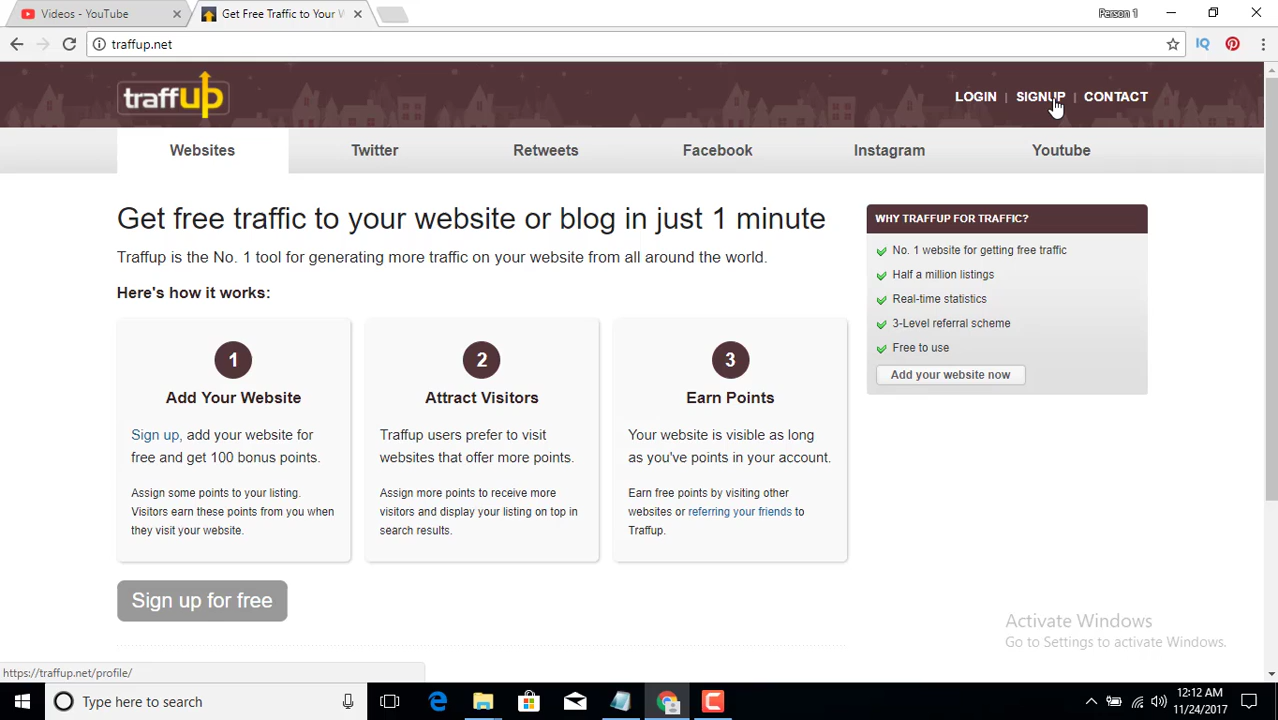 Videos - YouTube
Get Free Traffic to Your W
Person 1
traffup.net
IQ
traffup
LOGIN | SIGNUP | CONTACT
Websites Twitter Retweets Facebook Instagram Youtube
Get free traffic to your website or blog in just 1 minute
Traffup is the No. 1 tool for generating more traffic on your website from all around the world.
Here's how it works:
1
Add Your Website
Sign up, add your website for
free and get 100 bonus points.
Assign some points to your listing.
Visitors earn these points from you when
they visit your website.
2
Attract Visitors
Traffup users prefer to visit
websites that offer more points.
Assign more points to receive more
visitors and display your listing on top in
search results.
3
Earn Points
Your website is visible as long
as you've points in your account.
Earn free points by visiting other
websites or referring your friends to
Traffup.
WHY TRAFFUP FOR TRAFFIC?
No. 1 website for getting free traffic
Half a million listings
Real-time statistics
3-Level referral scheme
Free to use
Add your website now
Sign up for free
Activate Windows
Go to Settings to activate Windows.
https://traffup.net/profile/
Type here to search
12:12 AM
11/24/2017